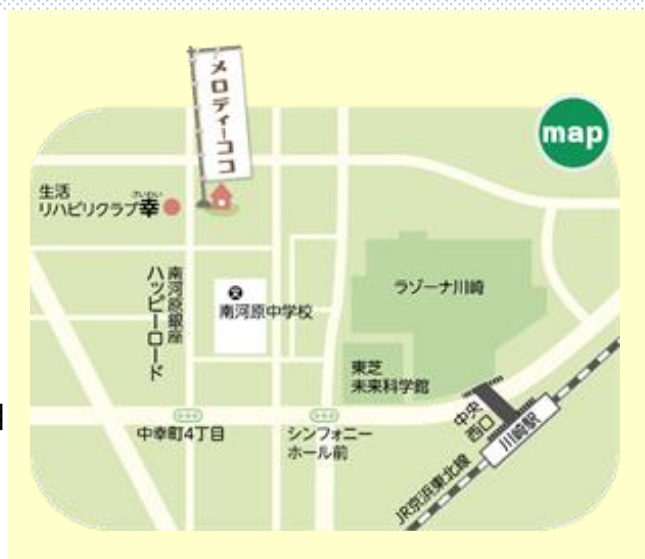 メロディーココ
map
生活
さいわい
リハビリクラブ幸
南河原銀座
ハッピーロード
文
南河原中学校
ラゾーナ川崎
東芝
未来科学館
中央
西口
川崎駅
中幸町4丁目
シンフォニー
ホール前
JR京浜東北線